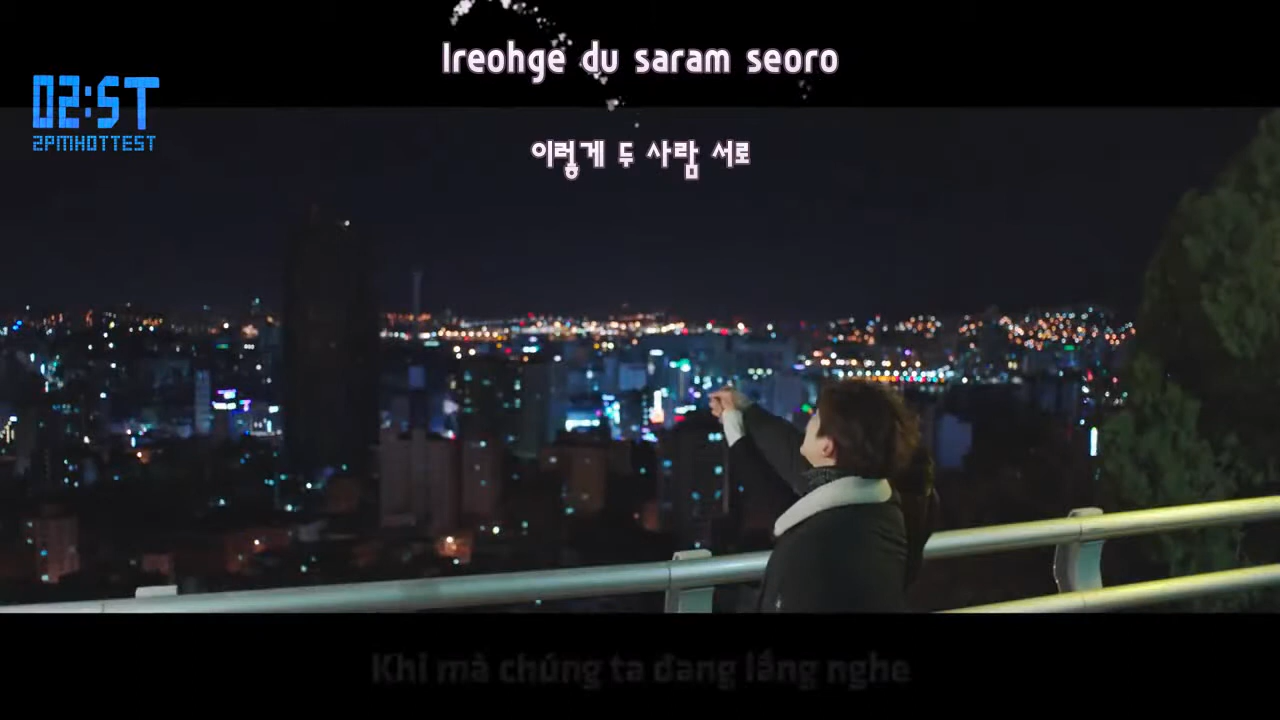 Ireohge du saram seoro
02:ST
2PMHOTTEST
이렇게 두 사람 서로
Khi mà chúng ta đang lắng nghe